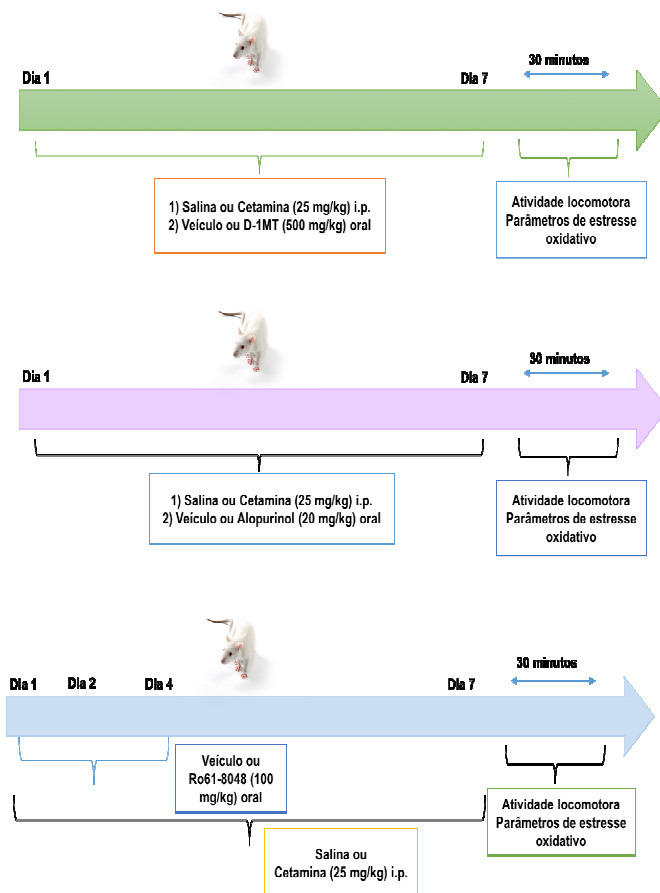 Dia 1
Dia 7
30 minutos
1) Salina ou Cetamina (25 mg/kg) i.p.
2) Veículo ou D-1MT (500 mg/kg) oral
Atividade locomotora
Parâmetros de estresse
oxidativo
Dia 1
Dia 7
30 minutos
1) Salina ou Cetamina (25 mg/kg) i.p.
2) Veículo ou Alopurinol (20 mg/kg) oral
Atividade locomotora
Parâmetros de estresse
oxidativo
Dia 1
Dia 2
Dia 4
Dia 7
30 minutos
Veículo ou
Ro61-8048 (100
mg/kg) oral
Atividade locomotora
Parâmetros de estresse
oxidativo
Salina ou
Cetamina (25 mg/kg) i.p.